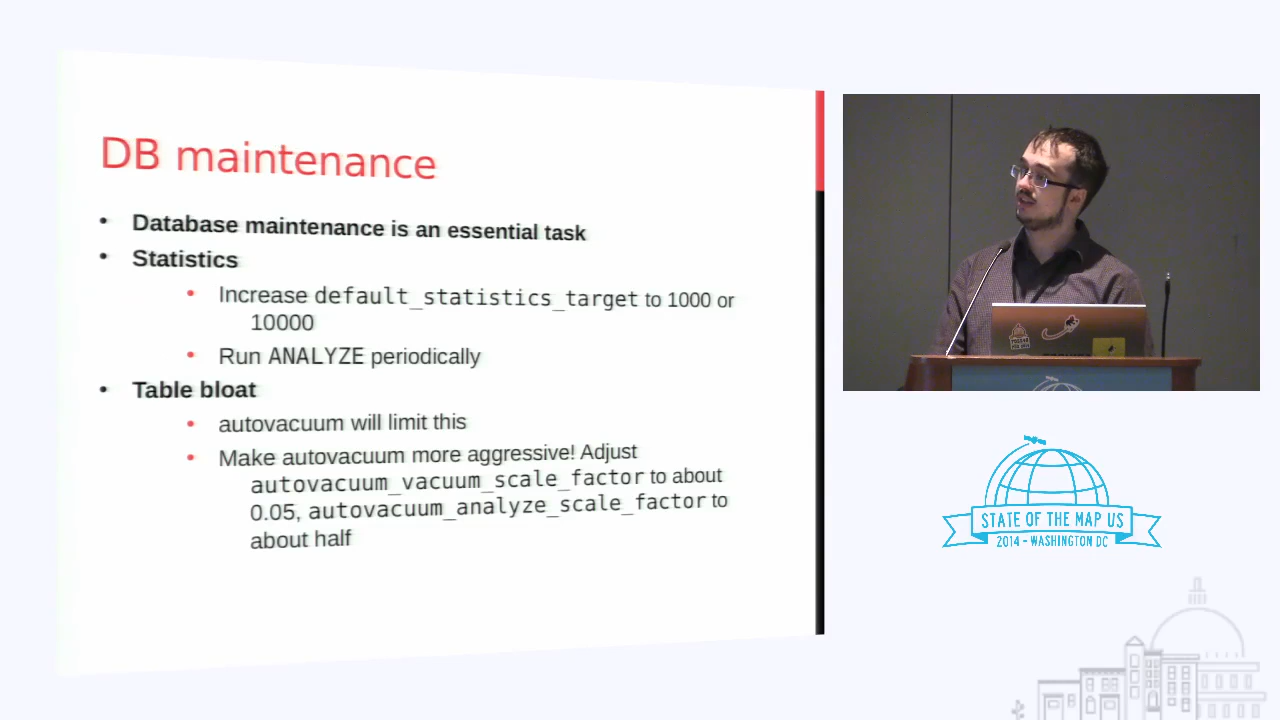 DB maintenance
• Database maintenance is an essential task
• Statistics
• Increase default_statistics_target to 1000 or
10000
• Run ANALYZE periodically
• Table bloat
• autovacuum will limit this
• Make autovacuum more aggressive! Adjust
autovacuum_vacuum_scale_factor to about
0.05, autovacuum_analyze_scale_factor to
about half
STATE OF THE MAP US
2014 - WASHINGTON DC